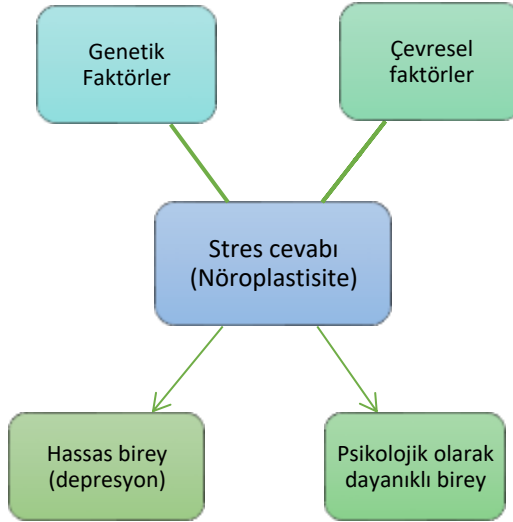 Genetik
Faktörler
Çevresel
faktörler
Stres cevabı
(Nöroplastisite)
Hassas birey
(depresyon)
Psikolojik olarak
dayanıklı birey